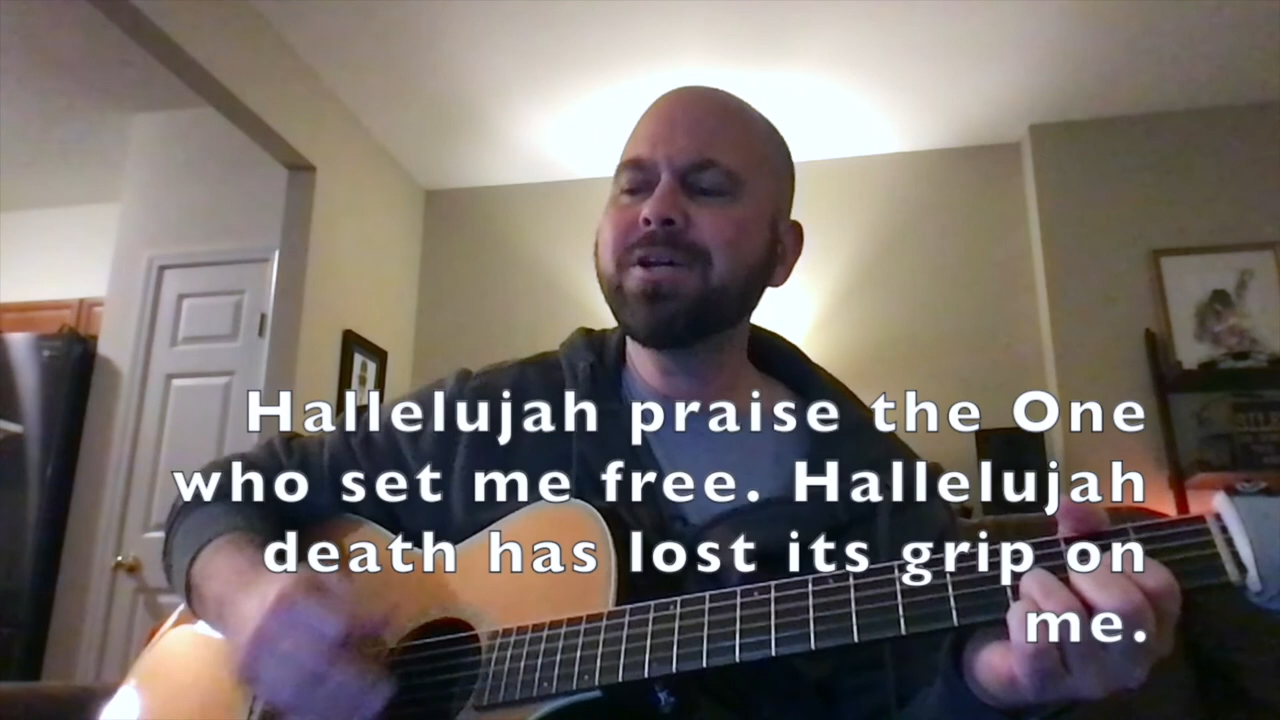 Hallelujah praise the One
who set me free. Hallelujah
death has lost its grip on
me.